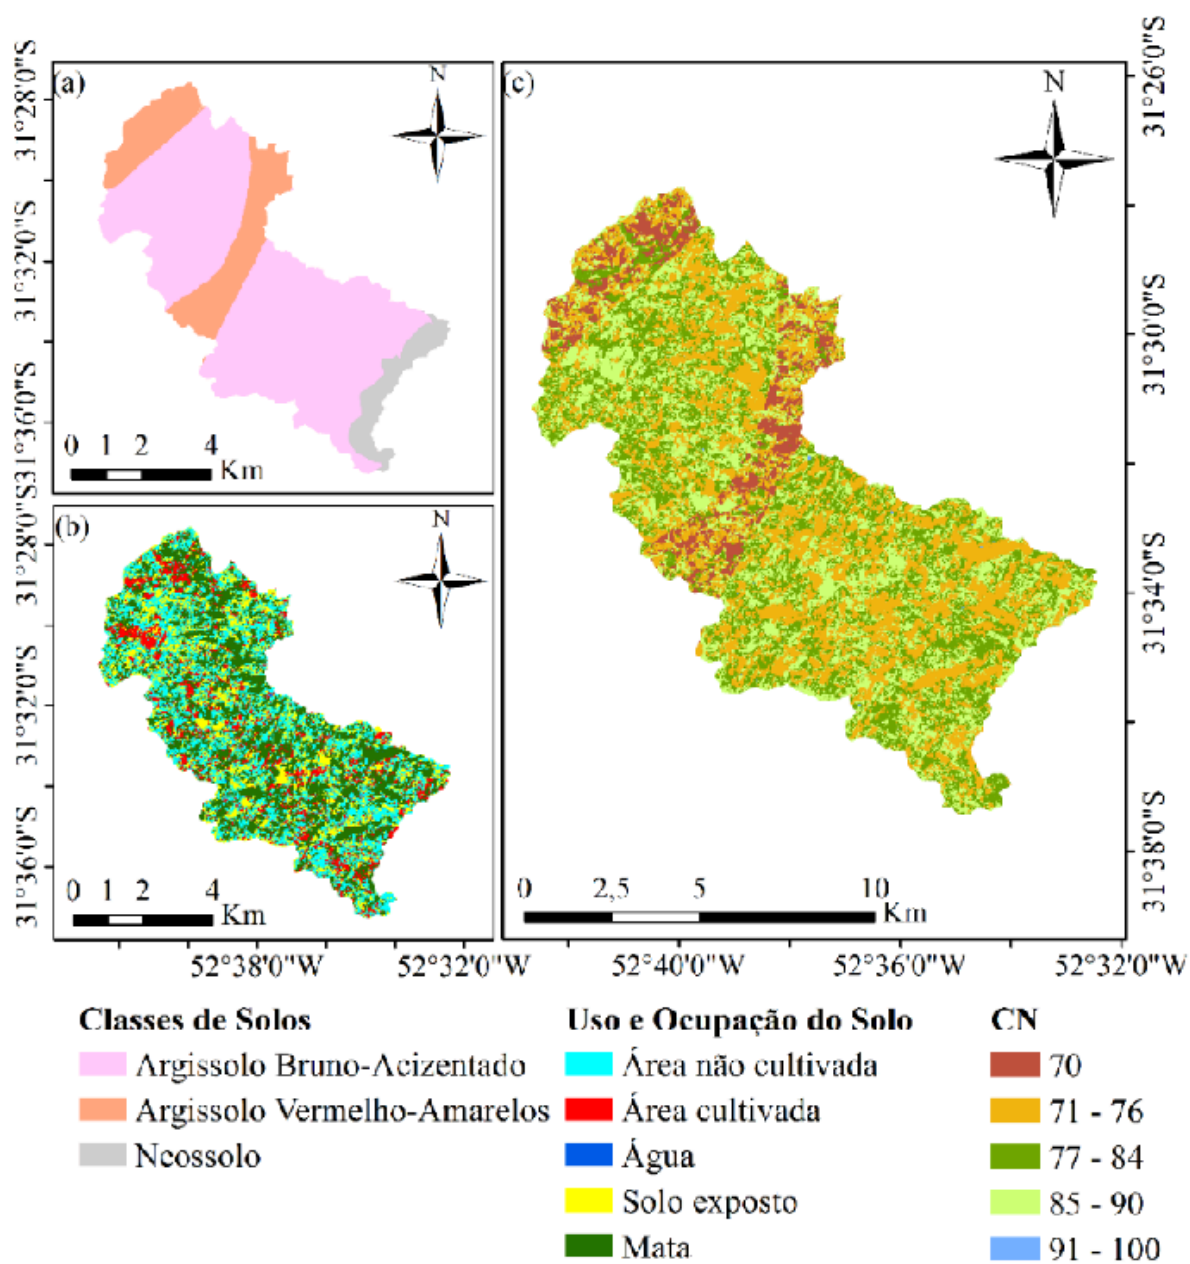 (a)
N
31°28'0"S
31°32'0"S
31°36'0"S
0 1 2 4
Km
(b)
N
31°28'0"S
31°32'0"S
31°36'0"S
0 1 2 4
Km
52°38'0"W 52°32'0"W
(c)
N
31°26'0"S
31°30'0"S
31°34'0"S
31°38'0"S
0 2,5 5 10
Km
52°40'0"W 52°36'0"W 52°32'0"W
Classes de Solos
Argissolo Bruno-Acizentado
Argissolo Vermelho-Amarelos
Neossolo
Uso e Ocupação do Solo
Área não cultivada
Área cultivada
Água
Solo exposto
Mata
CN
70
71 - 76
77 - 84
85 - 90
91 - 100